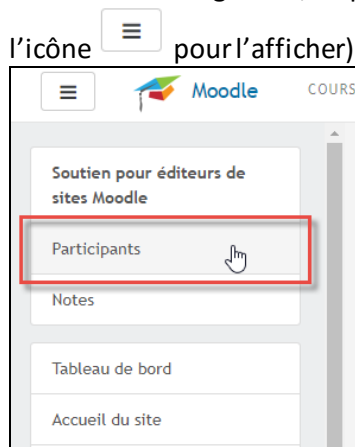 l'icône pour l'afficher)
Moodle COURS
Soutien pour éditeurs de
sites Moodle
Participants
Notes
Tableau de bord
Accueil du site